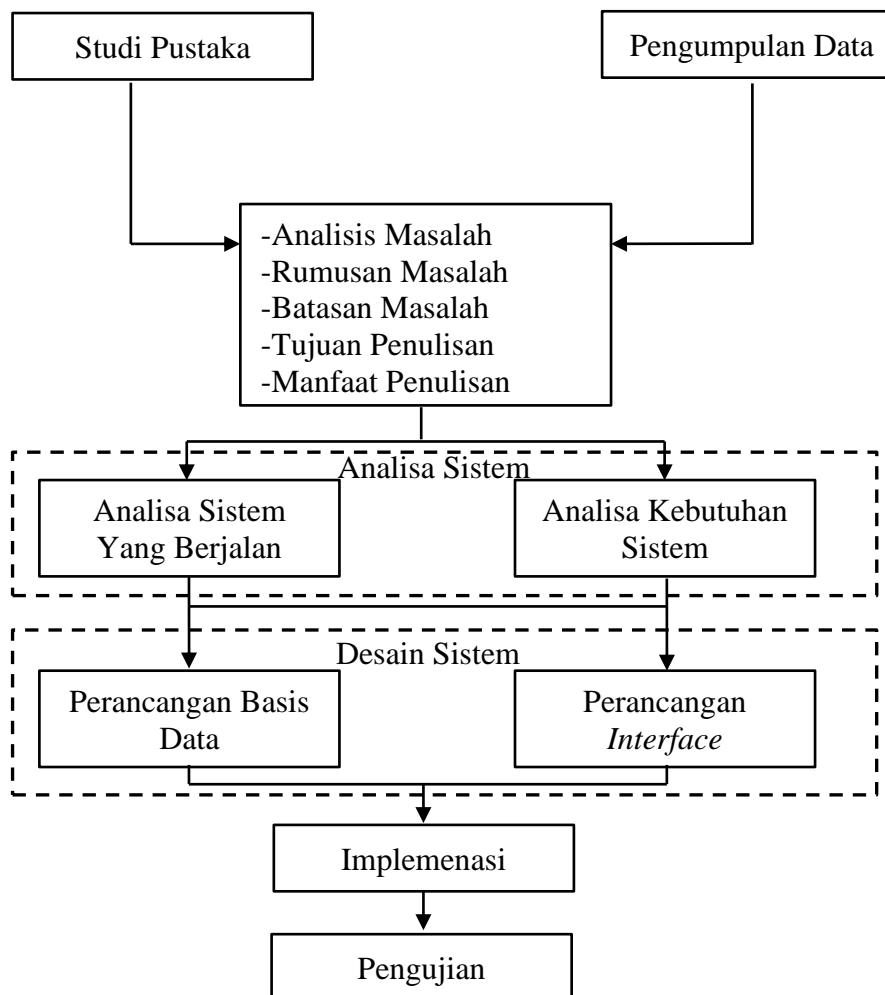 Studi Pustaka
Pengumpulan Data
-Analisis Masalah
-Rumusan Masalah
-Batasan Masalah
-Tujuan Penulisan
-Manfaat Penulisan
Analisa Sistem
Analisa Sistem
Yang Berjalan
Analisa Kebutuhan
Sistem
Desain Sistem
Perancangan Basis
Data
Perancangan
Interface
Implemenasi
Pengujian